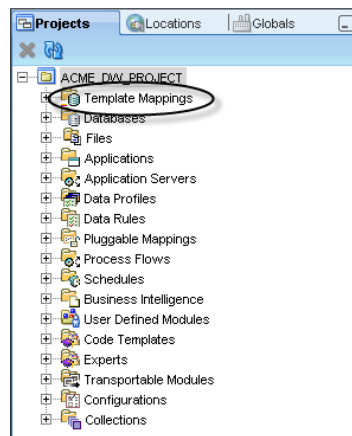 Projects Locations Globals
ACME_DW_PROJECT
Template Mappings
Databases
Files
Applications
Application Servers
Data Profiles
Data Rules
Pluggable Mappings
Process Flows
Schedules
Business Intelligence
User Defined Modules
Code Templates
Experts
Transportable Modules
Configurations
Collections